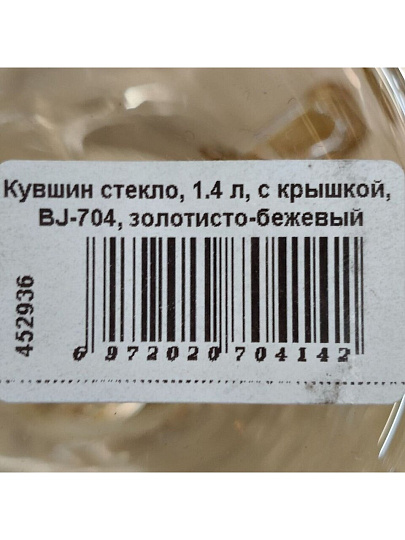 Кувшин стекло, 1.4 л, с крышкой,
BJ-704, золотисто-бежевый
452936
6 972020 704142